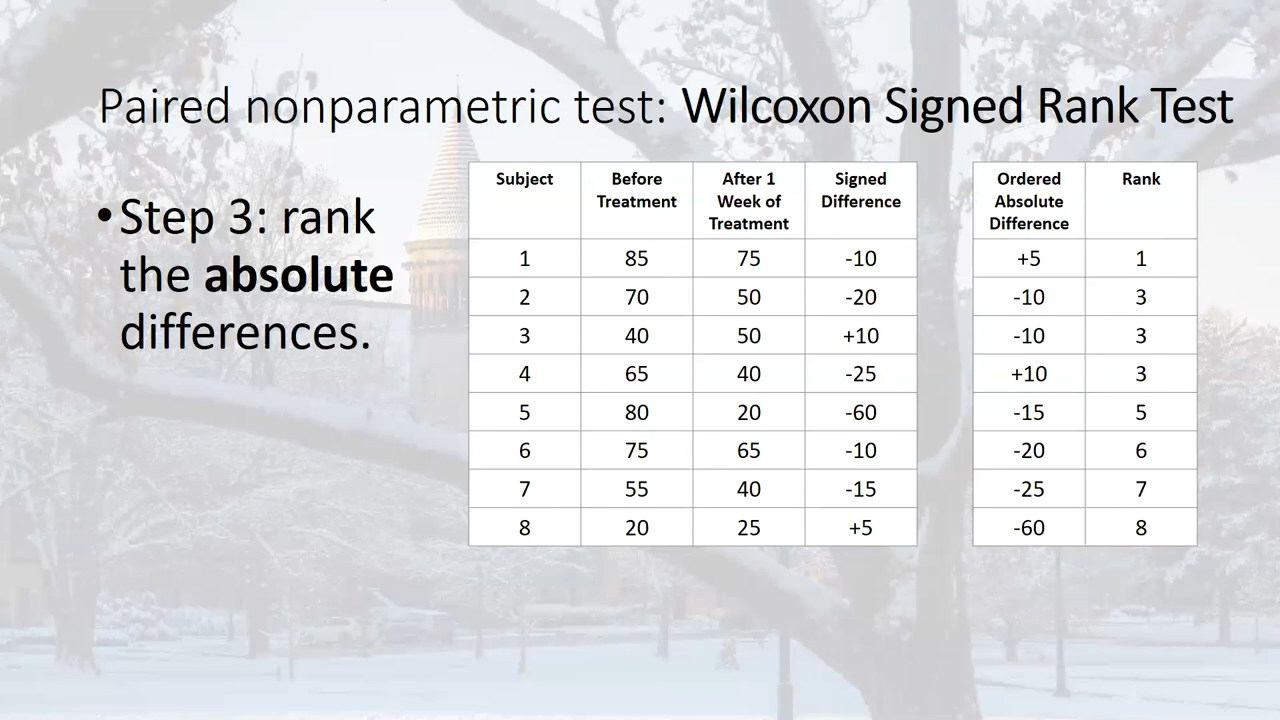 Paired nonparametric test: Wilcoxon Signed Rank Test
•Step 3: rank
the absolute
differences.
Subject Before Treatment After 1 Week of Treatment Signed Difference
1 85 75 -10
2 70 50 -20
3 40 50 +10
4 65 40 -25
5 80 20 -60
6 75 65 -10
7 55 40 -15
8 20 25 +5
Ordered Absolute Difference Rank
+5 1
-10 3
-10 3
+10 3
-15 5
-20 6
-25 7
-60 8